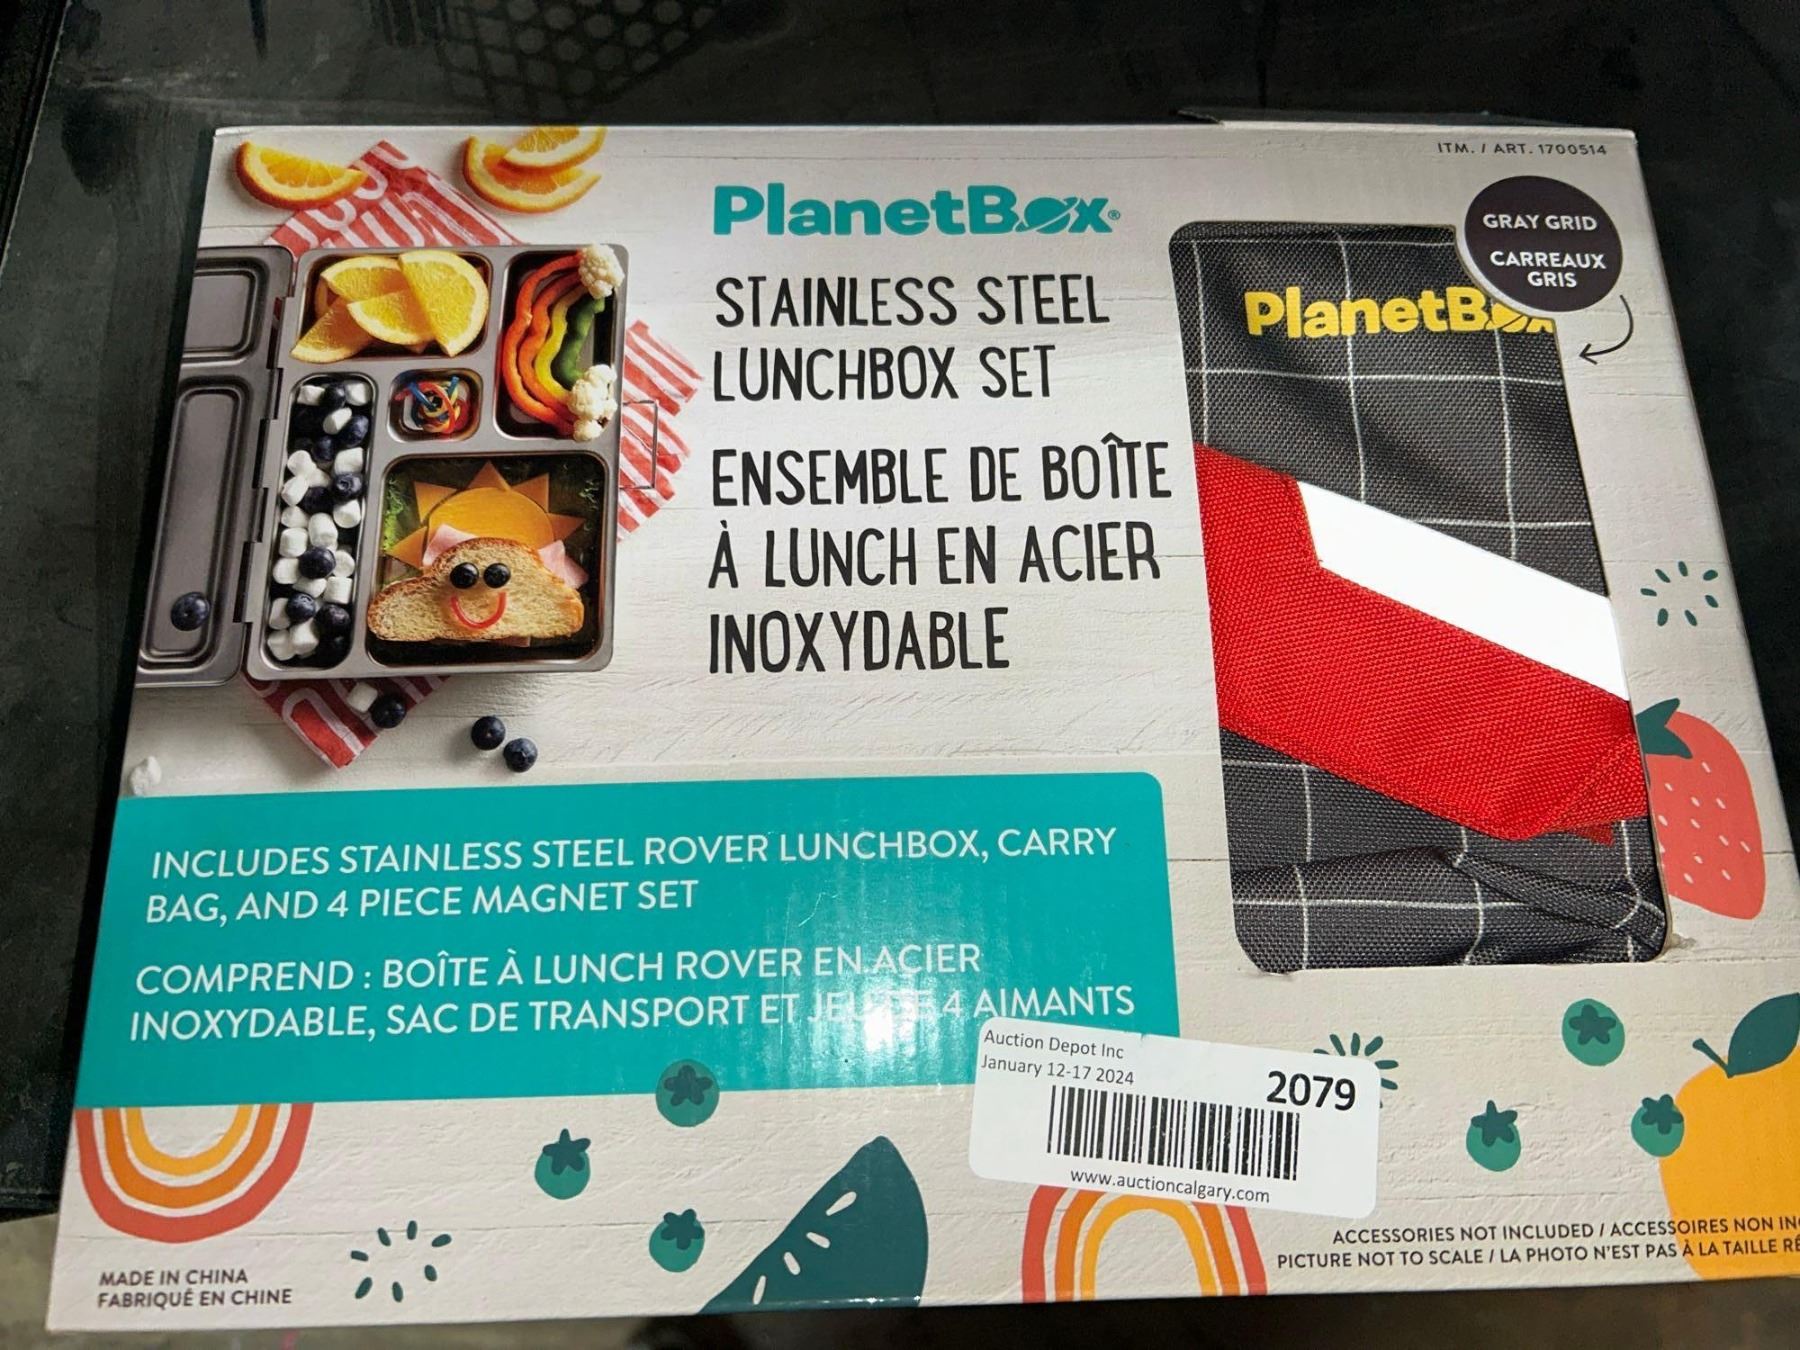 ITM. / ART. 1700514
PlanetBox®
GRAY GRID
CARREAUX
GRIS
STAINLESS STEEL
LUNCHBOX SET
PlanetBox
ENSEMBLE DE BOÎTE
À LUNCH EN ACIER
INOXYDABLE
INCLUDES STAINLESS STEEL ROVER LUNCHBOX, CARRY
BAG, AND 4 PIECE MAGNET SET
COMPREND : BOÎTE À LUNCH ROVER EN ACIER
INOXYDABLE, SAC DE TRANSPORT ET JEU DE 4 AIMANTS
Auction Depot Inc
January 12-17 2024
2079
www.auctioncalgary.com
ACCESSORIES NOT INCLUDED / ACCESSOIRES NON
PICTURE NOT TO SCALE / LA PHOTO N'EST PAS À LA TAILLE
MADE IN CHINA
FABRIQUÉ EN CHINE